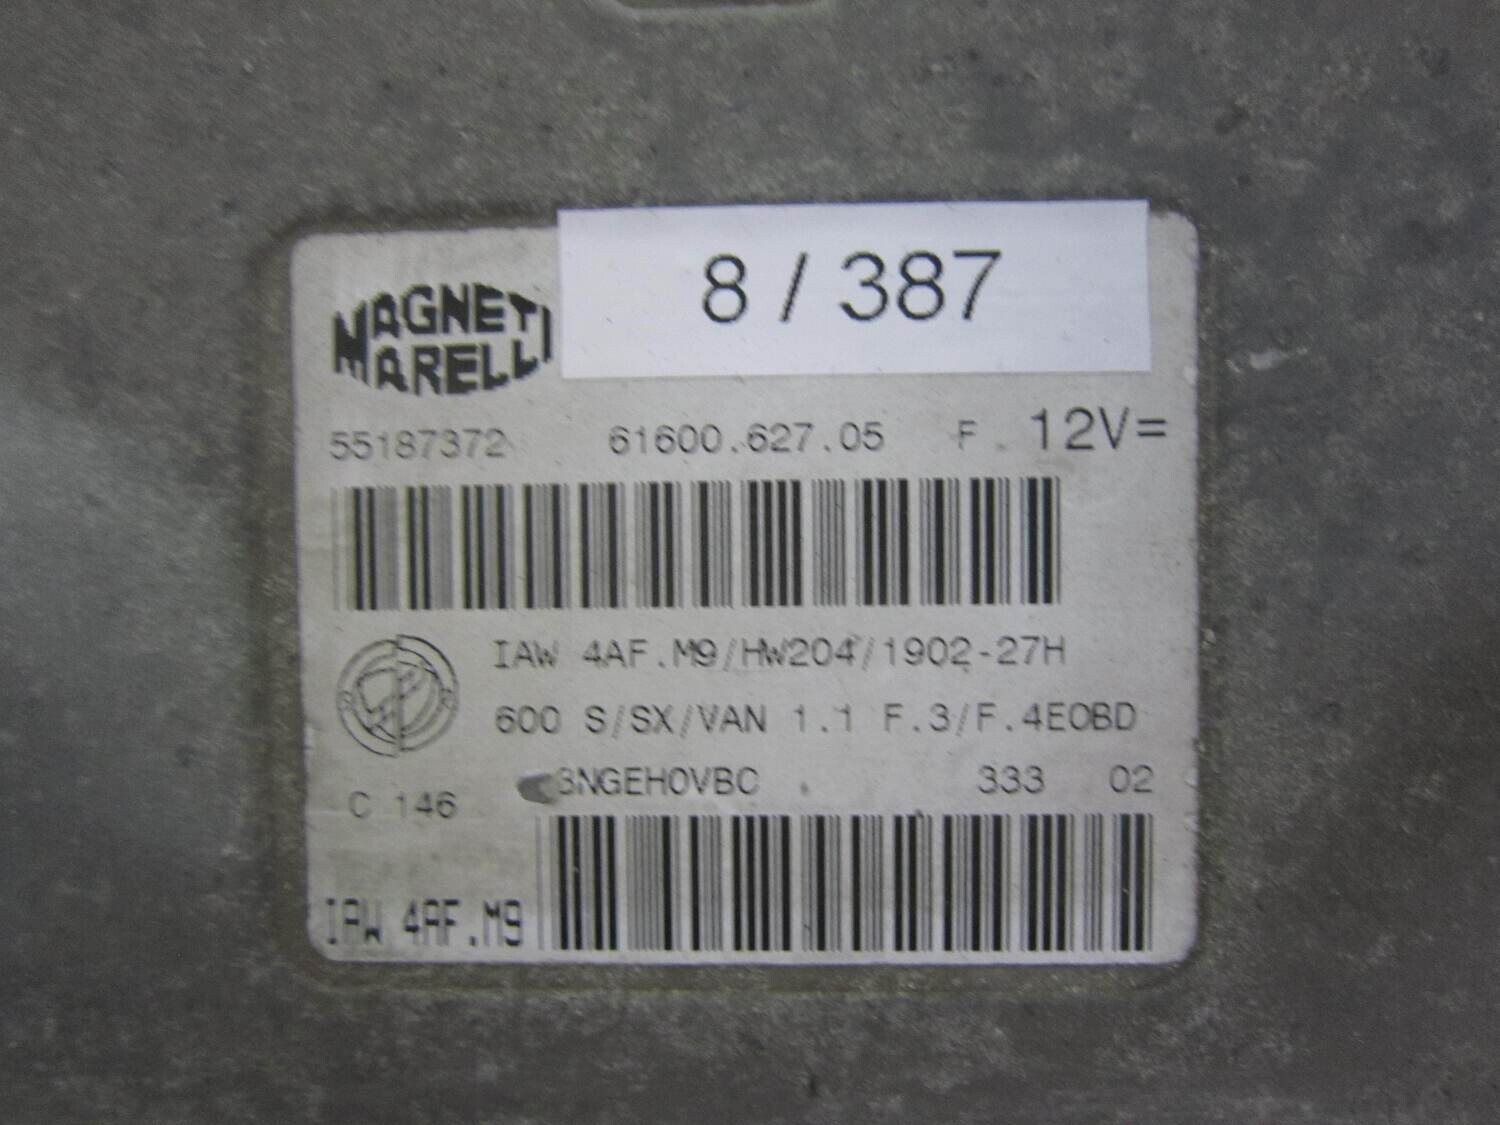 8 / 387
MAGNETI
MARELLI
55187372 61600.627.05 F 12V=
IAW 4AF.M9/HW204/1902-27H
600 S/SX/VAN 1.1 F.3/F.4EOBD
3NGEH0VBC 333 02
C 146
IAW 4AF.M9